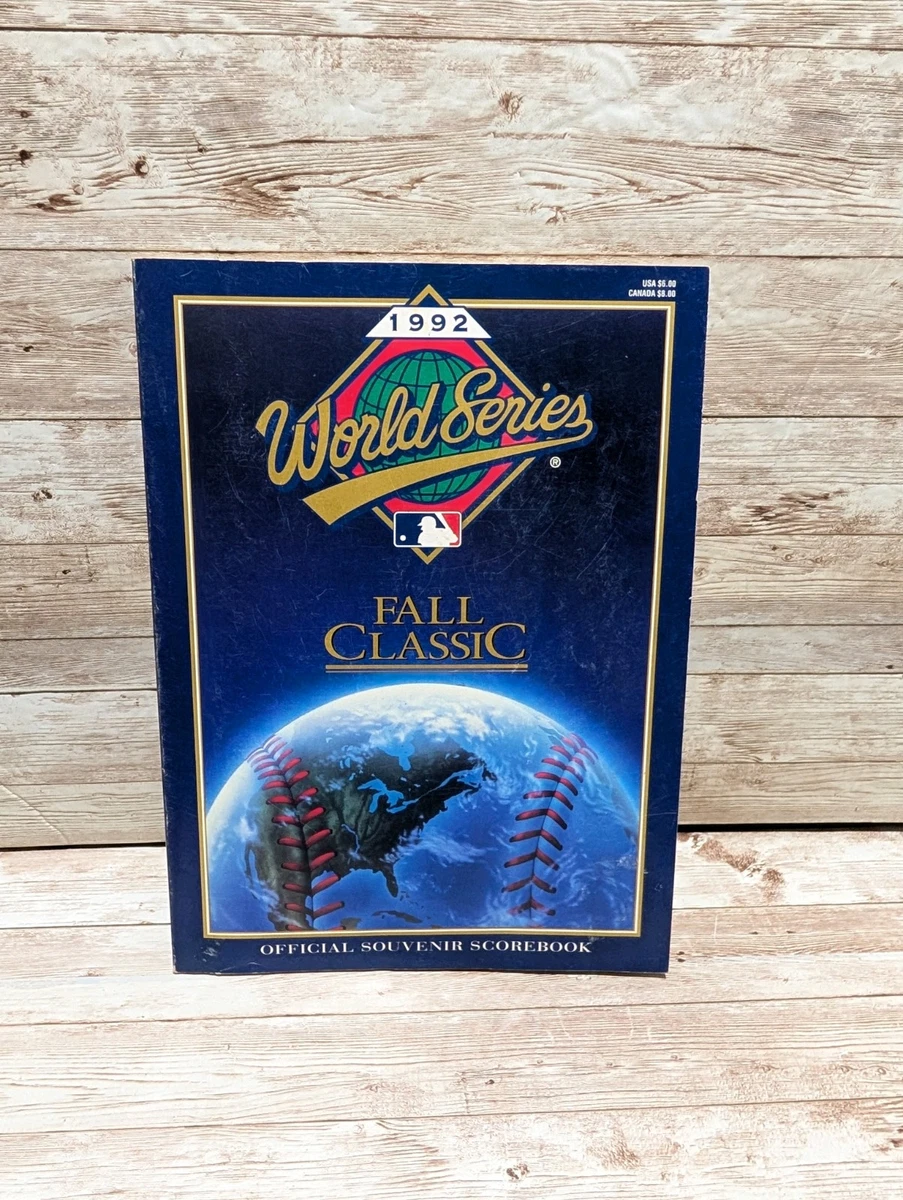 USA $6.00
CANADA $8.00
1992
World Series
®
FALL
CLASSIC
OFFICIAL SOUVENIR SCOREBOOK